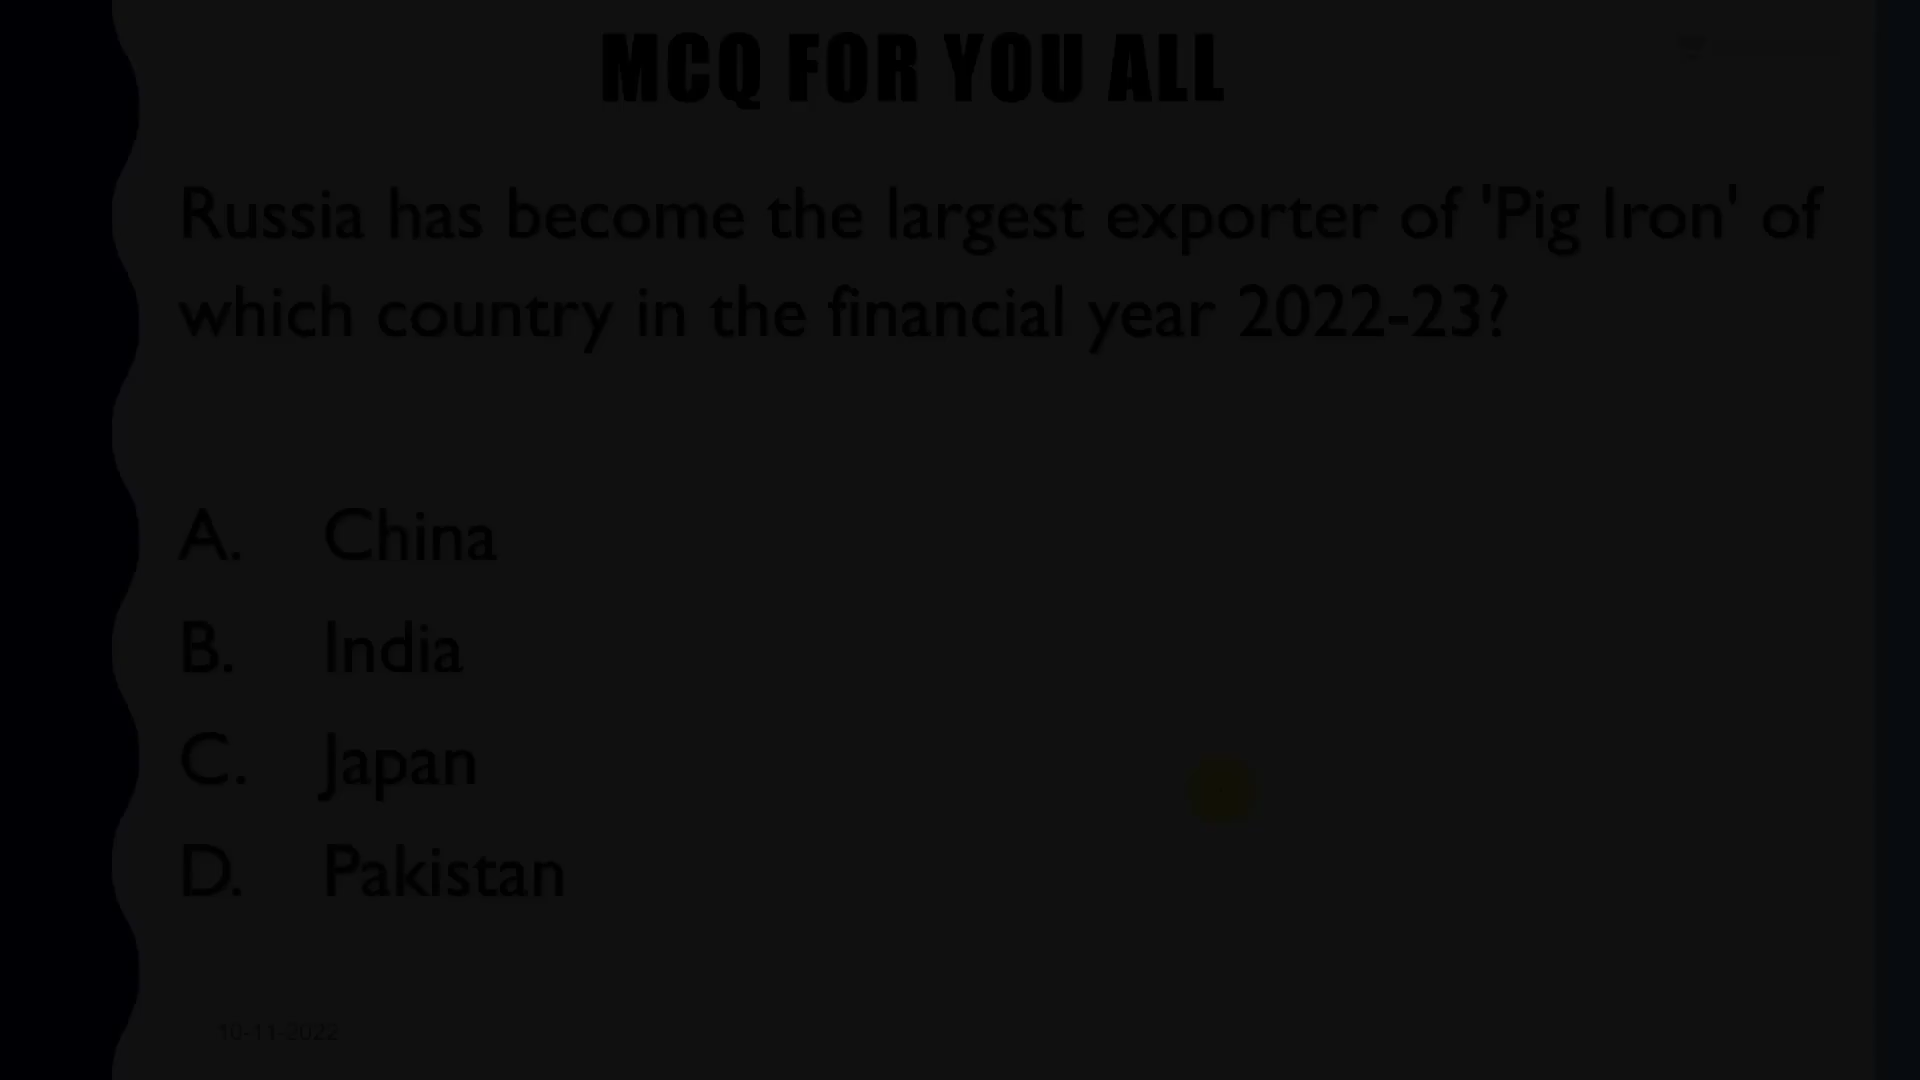 MCQ FOR YOU ALL
Russia has become the largest exporter of 'Pig Iron' of
which country in the financial year 2022-23?
A. China
B. India
C. Japan
D. Pakistan
10-11-2022